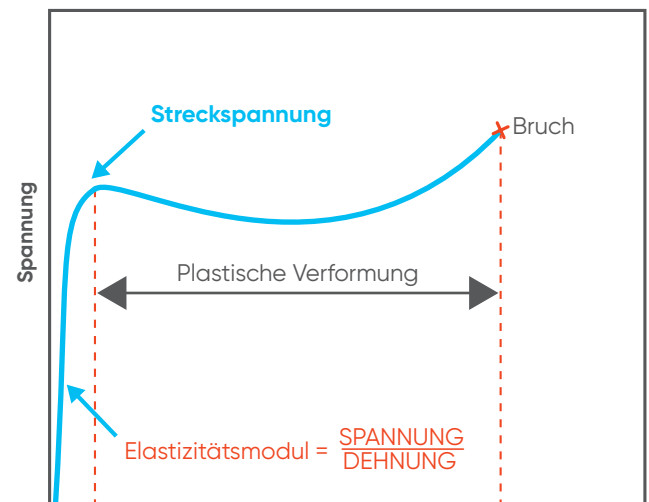 Streckspannung
Bruch
Spannung
Plastische Verformung
Elastizitätsmodul = SPANNUNG
DEHNUNG